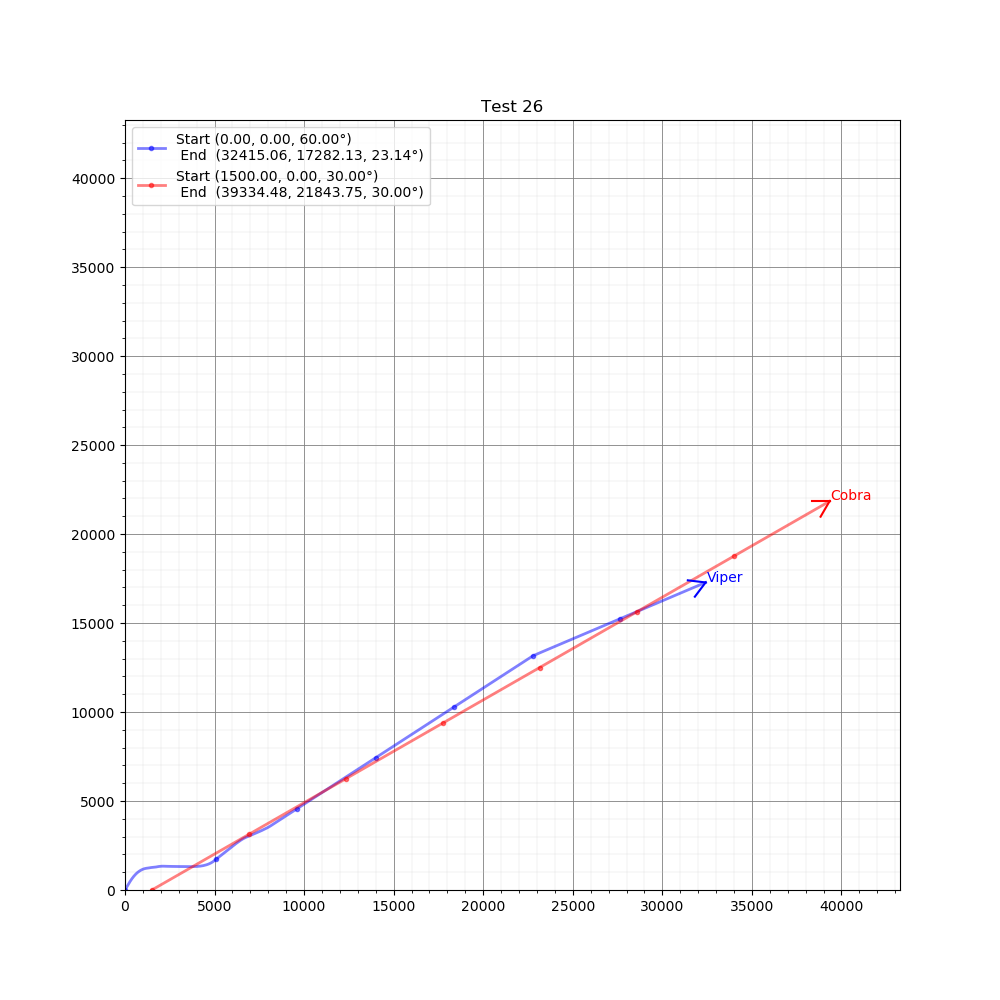 Test 26
Start (0.00, 0.00, 60.00°)
End (32415.06, 17282.13, 23.14°)
Start (1500.00, 0.00, 30.00°)
End (39334.48, 21843.75, 30.00°)
40000
35000
30000
25000
20000
15000
10000
5000
0
Cobra
Viper
0 5000 10000 15000 20000 25000 30000 35000 40000